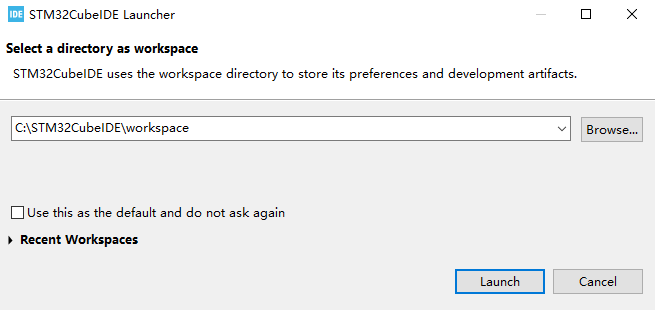 IDE STM32CubeIDE Launcher
Select a directory as workspace
STM32CubeIDE uses the workspace directory to store its preferences and development artifacts.
C:\STM32CubeIDE\workspace
Browse...
Use this as the default and do not ask again
Recent Workspaces
Launch
Cancel